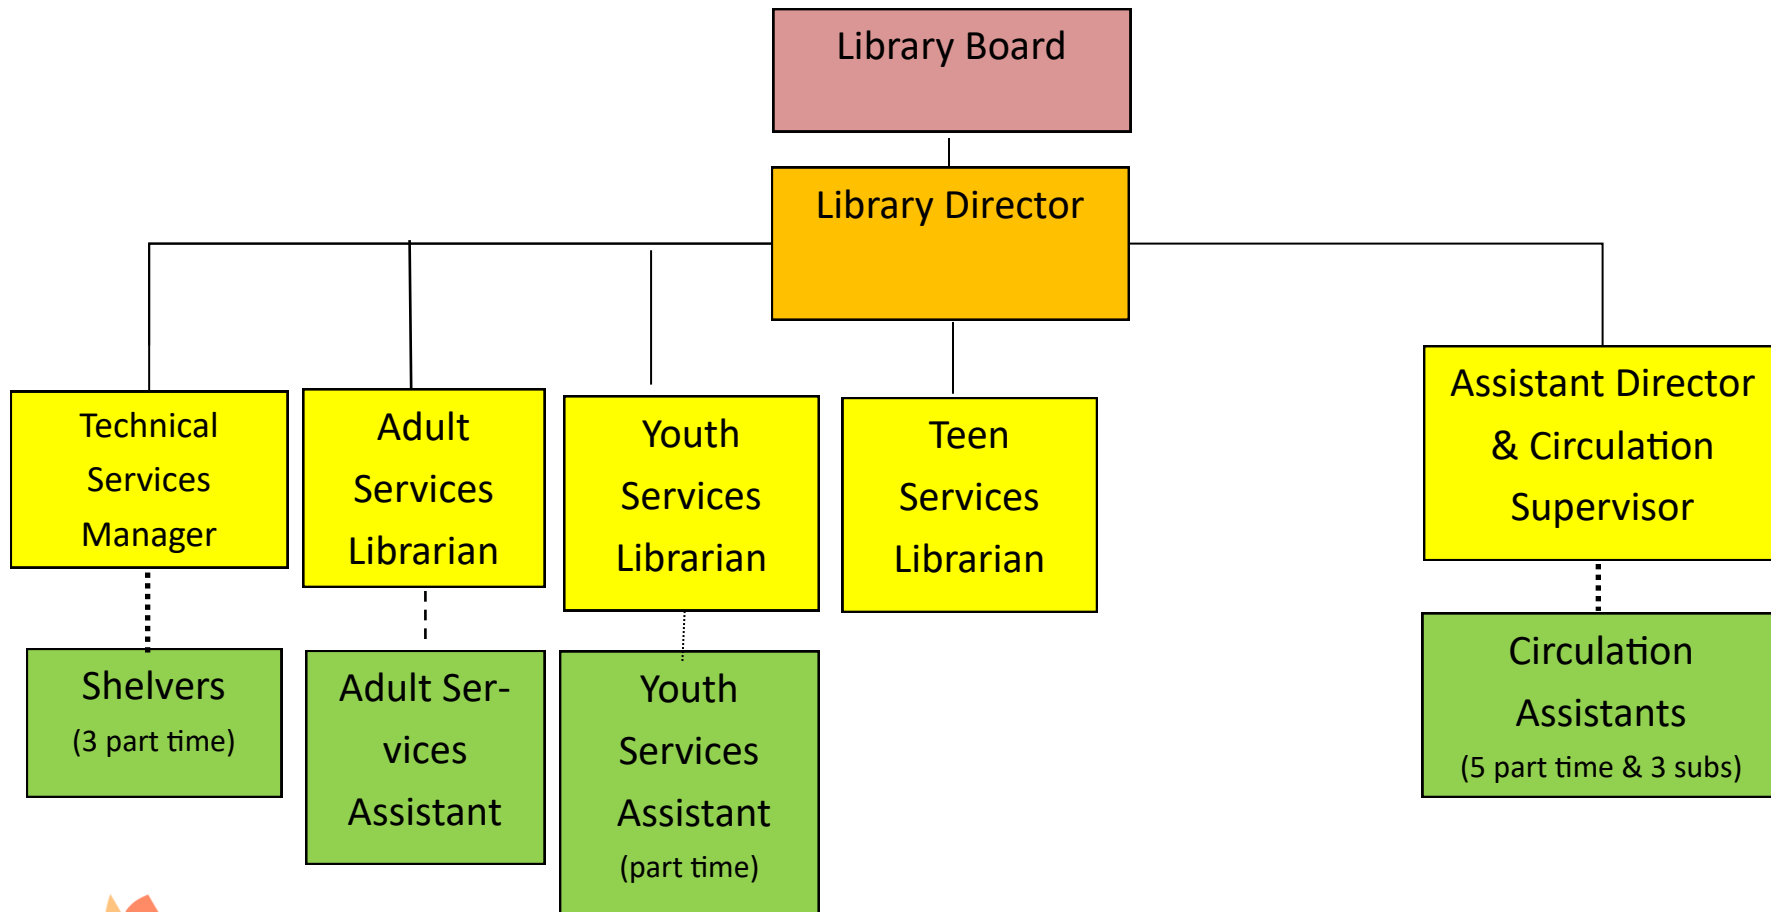 Library Board
Library Director
Technical
Services
Manager
Adult
Services
Librarian
Youth
Services
Librarian
Teen
Services
Librarian
Assistant Director
& Circulation
Supervisor
Shelvers
(3 part time)
Adult Ser-
vices
Assistant
Youth
Services
Assistant
(part time)
Circulation
Assistants
(5 part time & 3 subs)